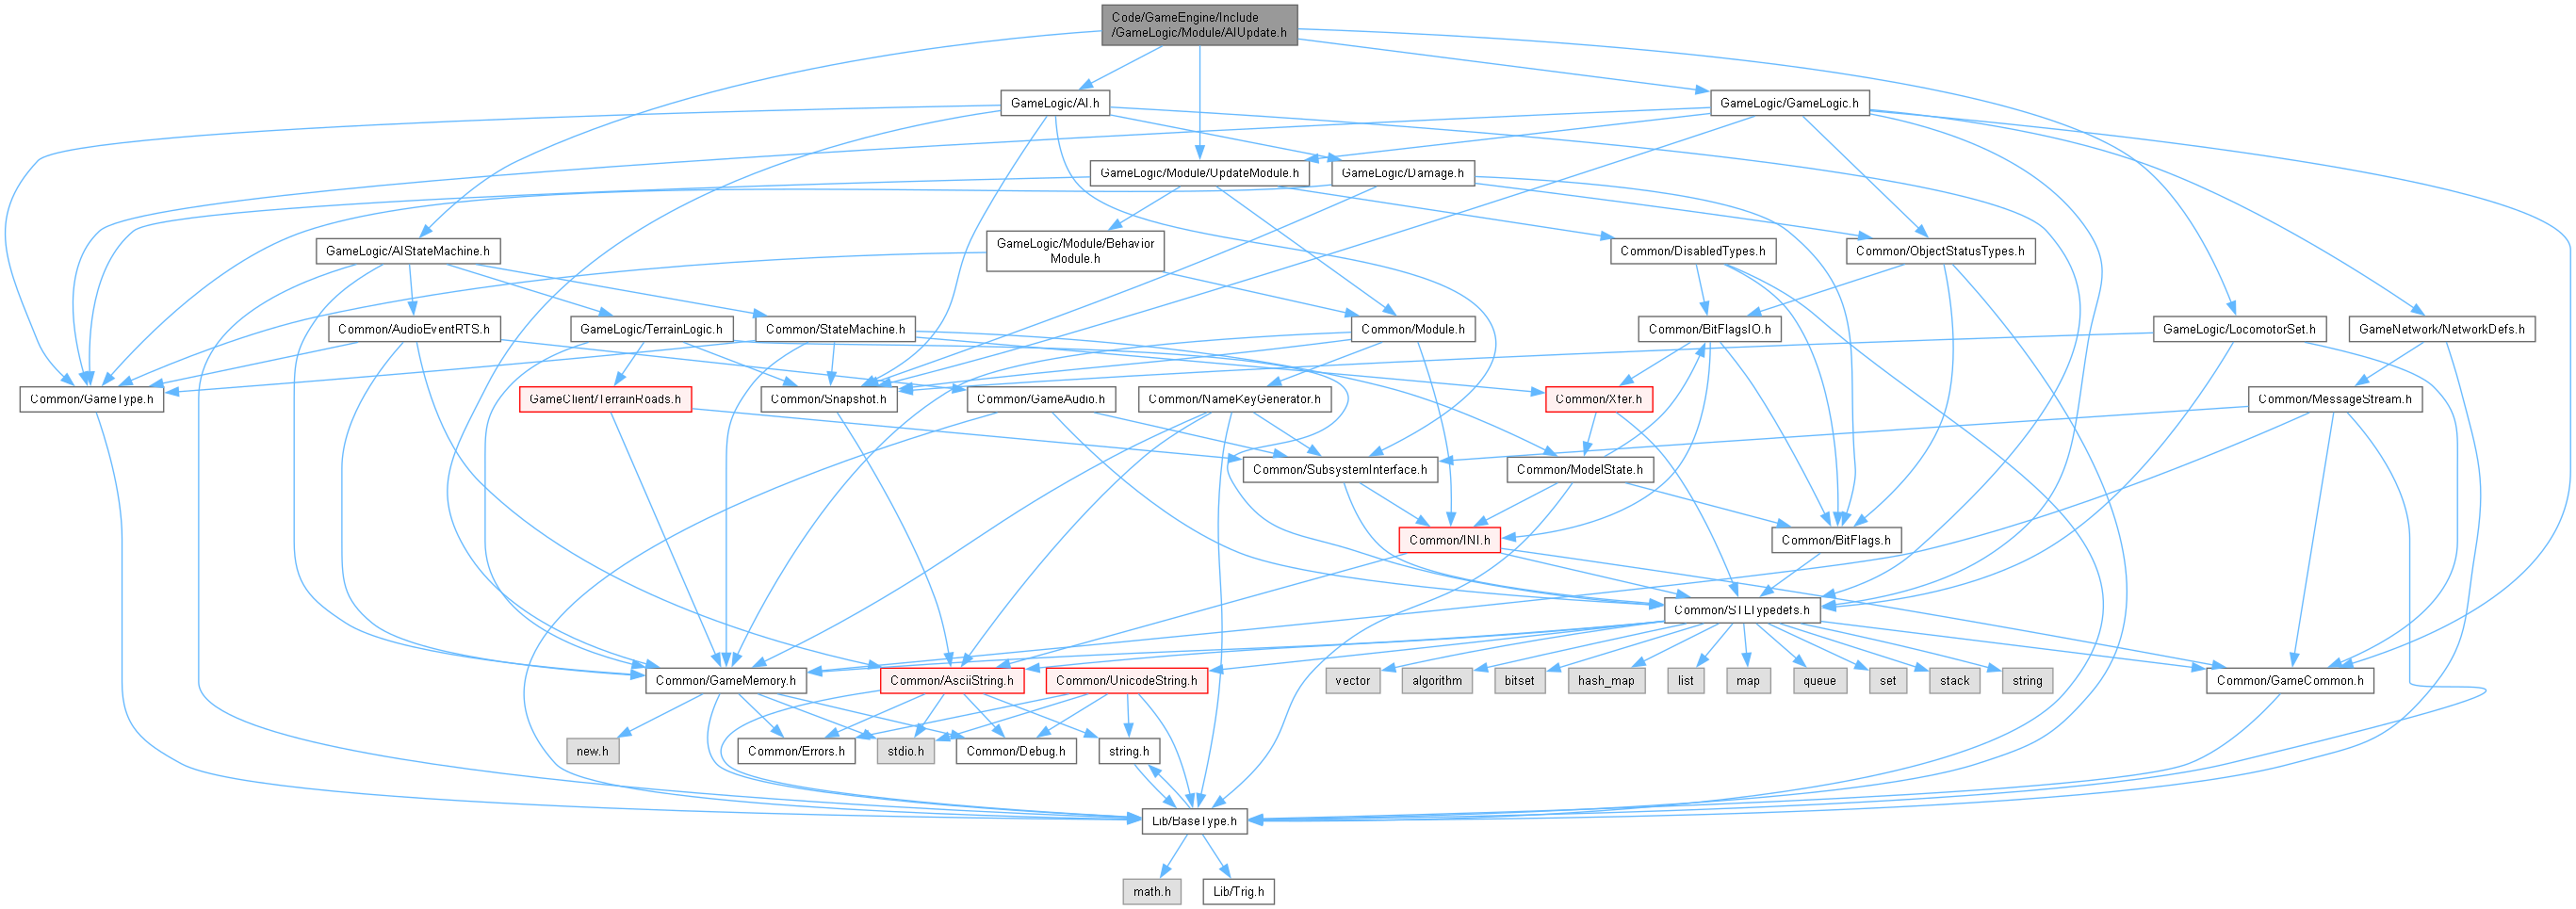 Code/GameEngine/Include
/GameLogic/Module/AIUpdate.h
GameLogic/AI.h
GameLogic/GameLogic.h
GameLogic/Module/UpdateModule.h
GameLogic/Damage.h
GameLogic/AIStateMachine.h
GameLogic/Module/Behavior
Module.h
Common/DisabledTypes.h
Common/ObjectStatusTypes.h
Common/AudioEventRTS.h
GameLogic/TerrainLogic.h
Common/StateMachine.h
Common/Module.h
Common/BitFlagsIO.h
GameLogic/LocomotorSet.h
GameNetwork/NetworkDefs.h
Common/GameType.h
GameClient/TerrainRoads.h
Common/Snapshot.h
Common/GameAudio.h
Common/NameKeyGenerator.h
Common/Xfer.h
Common/MessageStream.h
Common/SubsystemInterface.h
Common/ModelState.h
Common/INI.h
Common/BitFlags.h
Common/STLTypedefs.h
Common/GameMemory.h
Common/AsciiString.h
Common/UnicodeString.h
vector
algorithm
bitset
hash_map
list
map
queue
set
stack
string
Common/GameCommon.h
new.h
Common/Errors.h
stdio.h
Common/Debug.h
string.h
Lib/BaseType.h
math.h
Lib/Trig.h